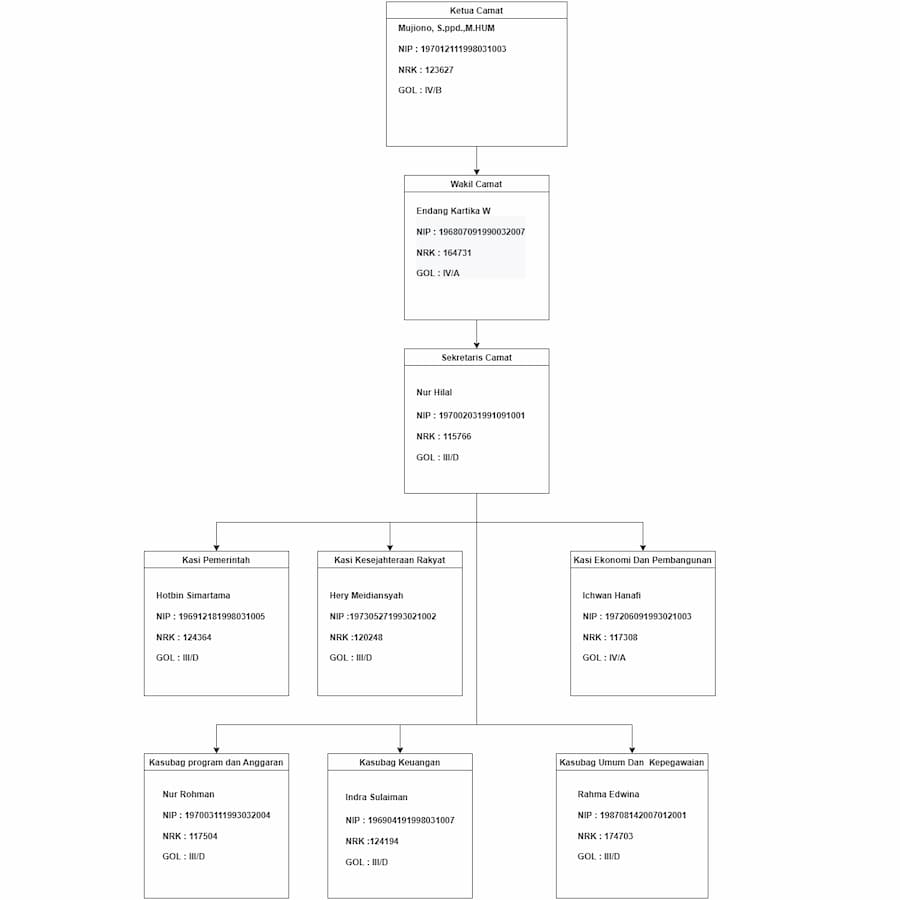 Ketua Camat
Mujiono, S.ppd.,M.HUM
NIP : 197012111998031003
NRK : 123627
GOL : IV/B
Wakil Camat
Endang Kartika W
NIP : 196807091990032007
NRK : 164731
GOL : IV/A
Sekretaris Camat
Nur Hilal
NIP : 197002031991091001
NRK : 115766
GOL : III/D
Kasi Pemerintah
Hotbin Simartama
NIP : 196912181998031005
NRK : 124364
GOL : III/D
Kasi Kesejahteraan Rakyat
Hery Meidiansyah
NIP :197305271993021002
NRK :120248
GOL : III/D
Kasi Ekonomi Dan Pembangunan
Ichwan Hanafi
NIP : 197206091993021003
NRK : 117308
GOL : IV/A
Kasubag program dan Anggaran
Nur Rohman
NIP : 197003111993032004
NRK : 117504
GOL : III/D
Kasubag Keuangan
Indra Sulaiman
NIP : 196904191998031007
NRK :124194
GOL : III/D
Kasubag Umum Dan Kepegawaian
Rahma Edwina
NIP : 198708142007012001
NRK : 174703
GOL : III/D